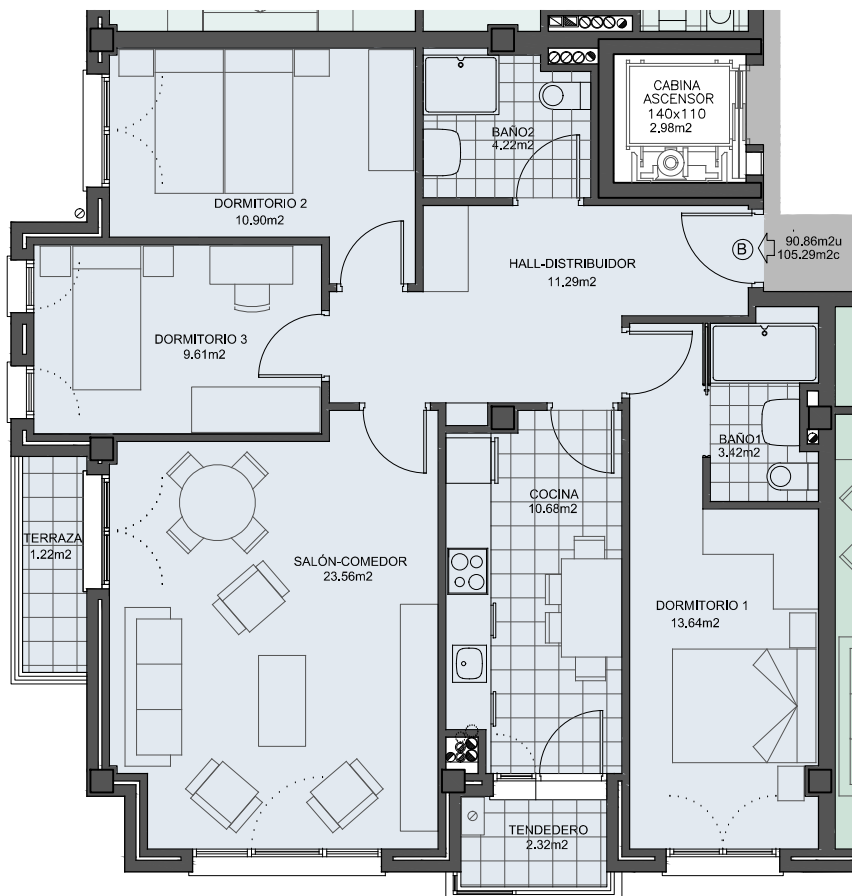 CABINA
ASCENSOR
140x110
2.98m2
BAÑO2
4.22m2
DORMITORIO 2
10.90m2
HALL-DISTRIBUIDOR
11.29m2
B
90.86m2u
105.29m2c
DORMITORIO 3
9.61m2
BAÑO1
3.42m2
COCINA
10.68m2
TERRAZA
1.22m2
SALÓN-COMEDOR
23.56m2
DORMITORIO 1
13.64m2
TENDEDERO
2.32m2